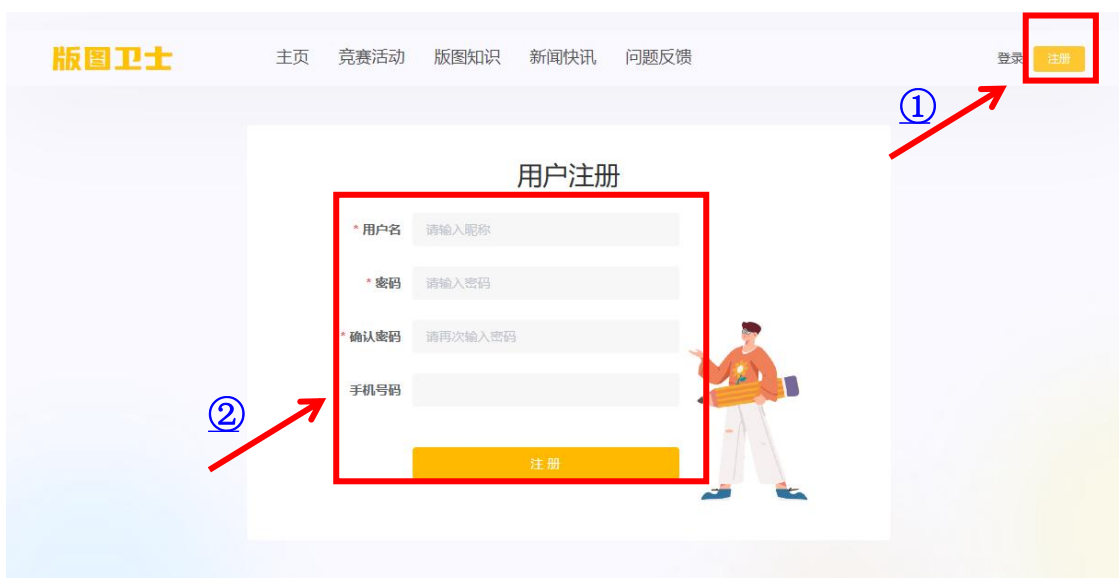 版图卫士 主页 竞赛活动 版图知识 新闻快讯 问题反馈 登录 注册
①
用户注册
* 用户名 请输入昵称
* 密码 请输入密码
* 确认密码 请再次输入密码
手机号码
②
注册